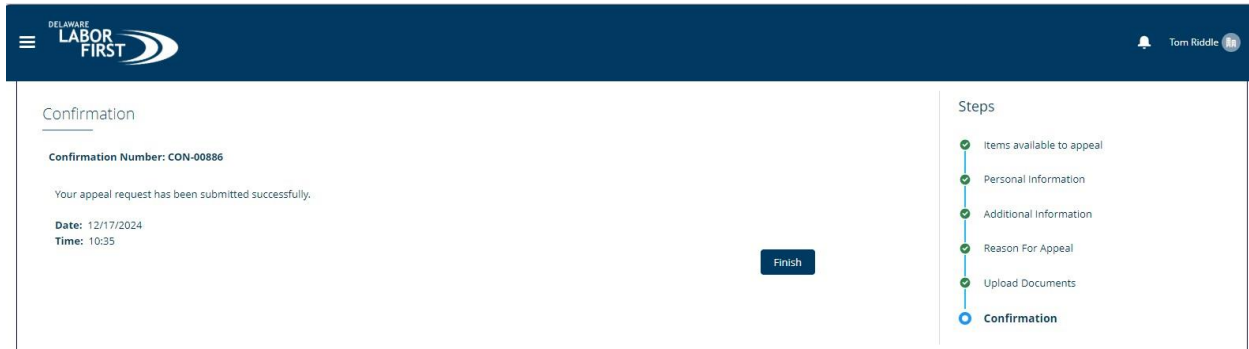 DELAWARE
LABOR
FIRST
Tom Riddle
Confirmation
Confirmation Number: CON-00886
Your appeal request has been submitted successfully.
Date: 12/17/2024
Time: 10:35
Finish
Steps
Items available to appeal
Personal Information
Additional Information
Reason For Appeal
Upload Documents
Confirmation